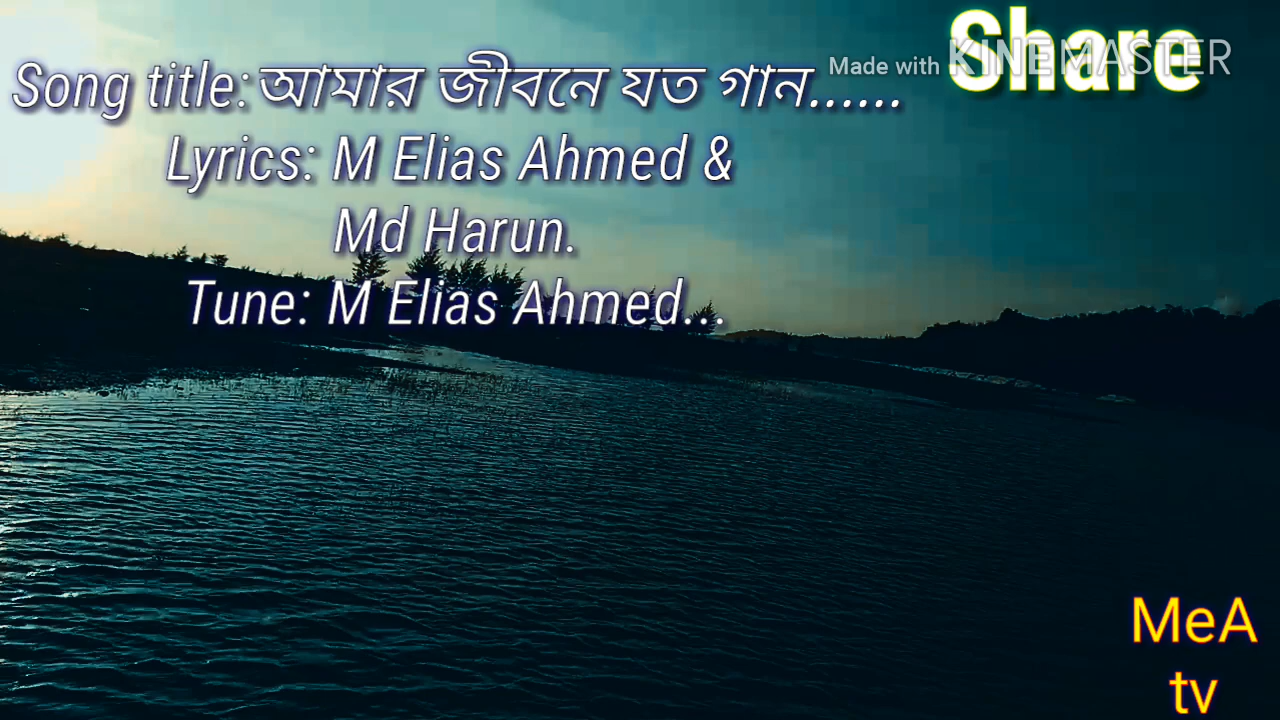 Share
Made with KINEMASTER
Song title: আমার জীবনে যত গান......
Lyrics: M Elias Ahmed &
Md Harun.
Tune: M Elias Ahmed...
MeA
tv